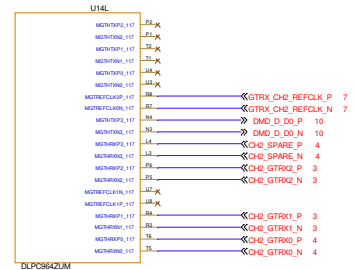 U14L
MGTHTXP2_117 P2
MGTHTXN2_117 P1
MGTHTXP1_117 T2
MGTHTXN1_117 T1
MGTHTXP0_117 U4
MGTHTXN0_117 U3
MGTREFCLK0P_117 R8 GTRX_CH2_REFCLK_P 7
MGTREFCLK0N_117 R7 GTRX_CH2_REFCLK_N 7
MGTHTXP3_117 N4 DMD_D_D0_P 10
MGTHTXN3_117 N3 DMD_D_D0_N 10
MGTHRXP3_117 L4 CH2_SPARE_P 4
MGTHRXN3_117 L3 CH2_SPARE_N 4
MGTHRXP2_117 P6 CH2_GTRX2_P 3
MGTHRXN2_117 P5 CH2_GTRX2_N 3
MGTREFCLK1N_117 U7
MGTREFCLK1P_117 U8
MGTHRXP1_117 R4 CH2_GTRX1_P 3
MGTHRXN1_117 R3 CH2_GTRX1_N 3
MGTHRXP0_117 T6 CH2_GTRX0_P 4
MGTHRXN0_117 T5 CH2_GTRX0_N 4
DLPC964ZUM